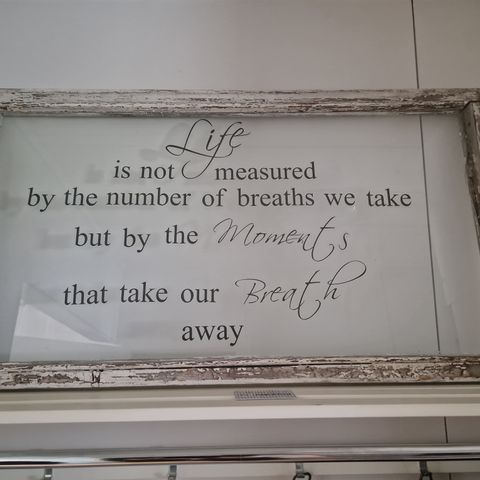 Life
is not measured
by the number of breaths we take
but by the Moments
that take our Breath
away